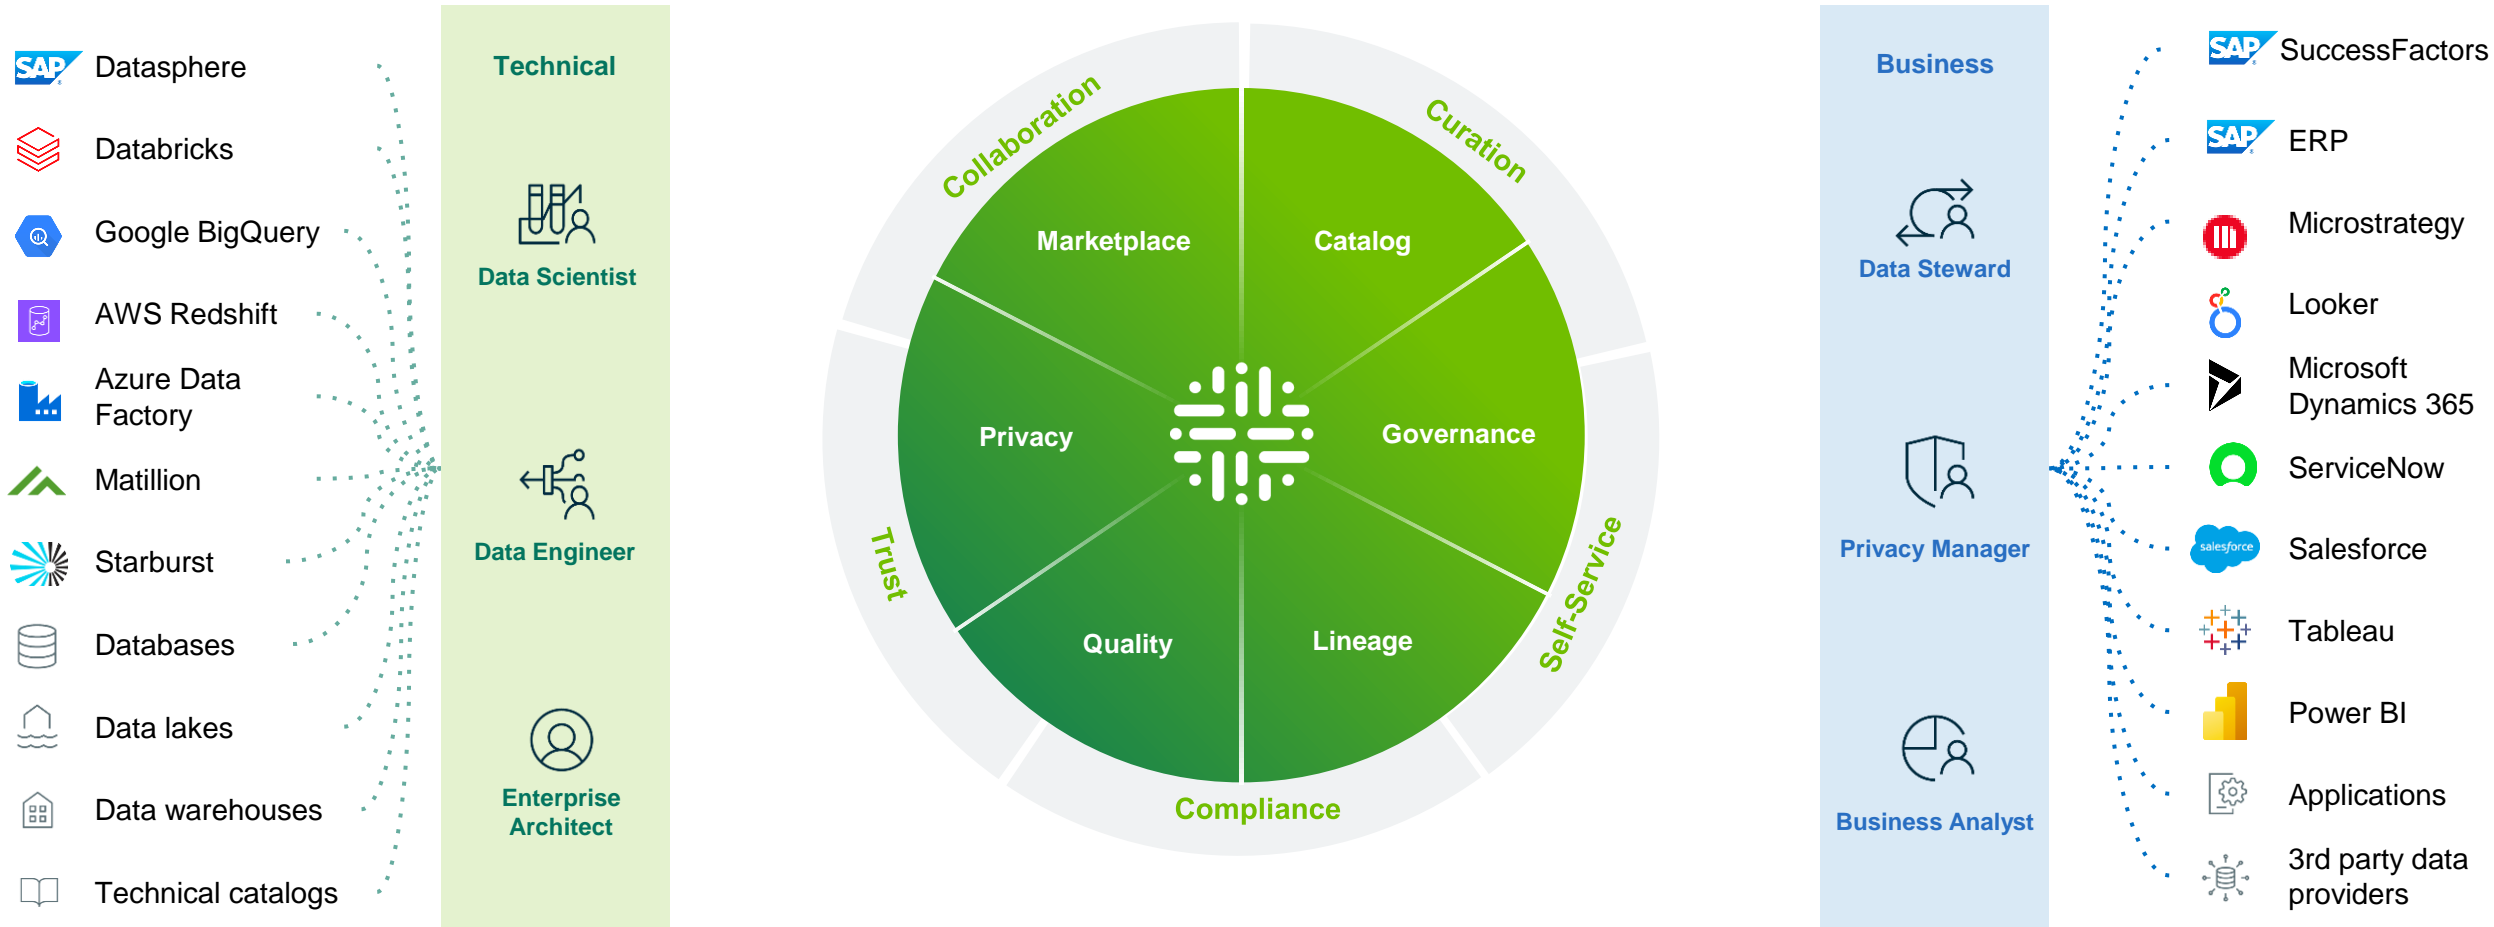 SAP Datasphere
Databricks
Google BigQuery
AWS Redshift
Azure Data
Factory
Matillion
Starburst
Databases
Data lakes
Data warehouses
Technical catalogs
Technical
Data Scientist
Data Engineer
Enterprise
Architect
Collaboration
Curation
Marketplace
Catalog
Privacy
Governance
Trust
Self-Service
Quality
Lineage
Compliance
Business
Data Steward
Privacy Manager
Business Analyst
SAP SuccessFactors
SAP ERP
Microstrategy
Looker
Microsoft
Dynamics 365
ServiceNow
salesforce Salesforce
Tableau
Power BI
Applications
3rd party data
providers